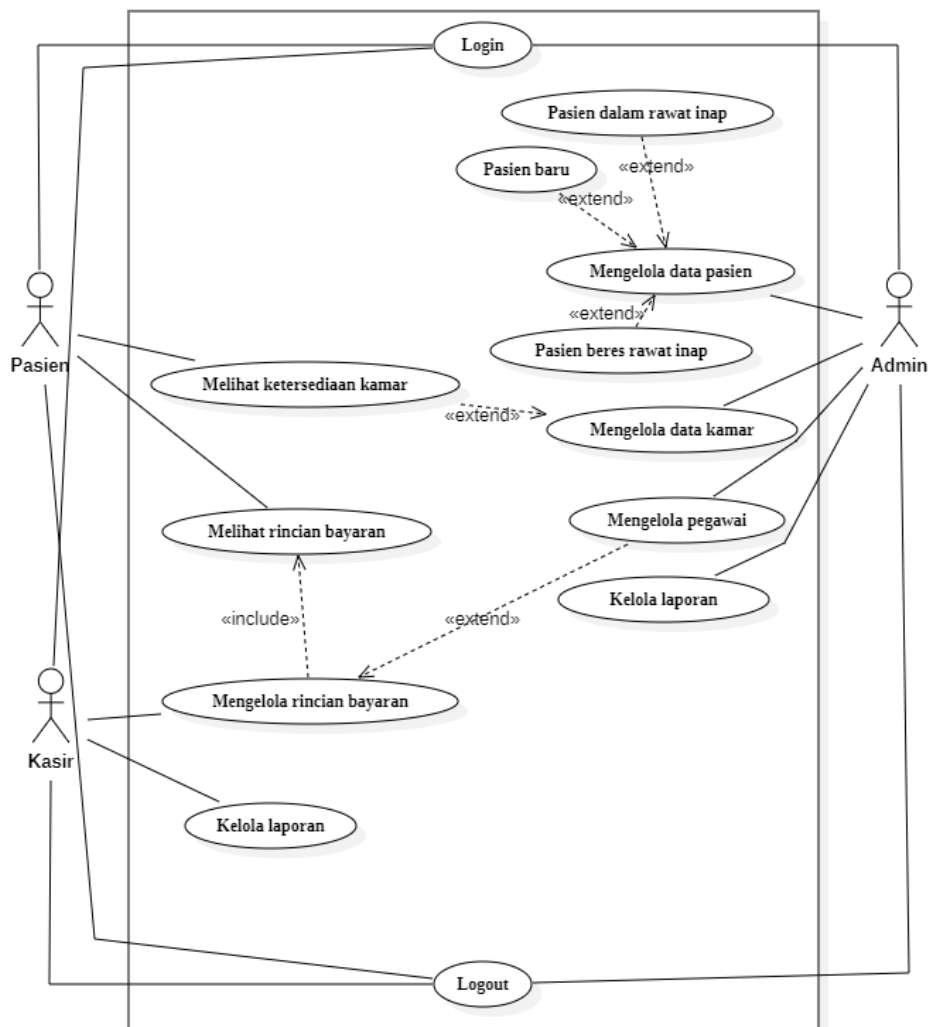 Login
Pasien dalam rawat inap
Pasien baru
«extend»
«extend»
Mengelola data pasien
«extend»
Pasien beres rawat inap
Pasien
Admin
Melihat ketersediaan kamar
«extend»
Mengelola data kamar
Melihat rincian bayaran
Mengelola pegawai
Kelola laporan
«include»
«extend»
Mengelola rincian bayaran
Kasir
Kelola laporan
Logout